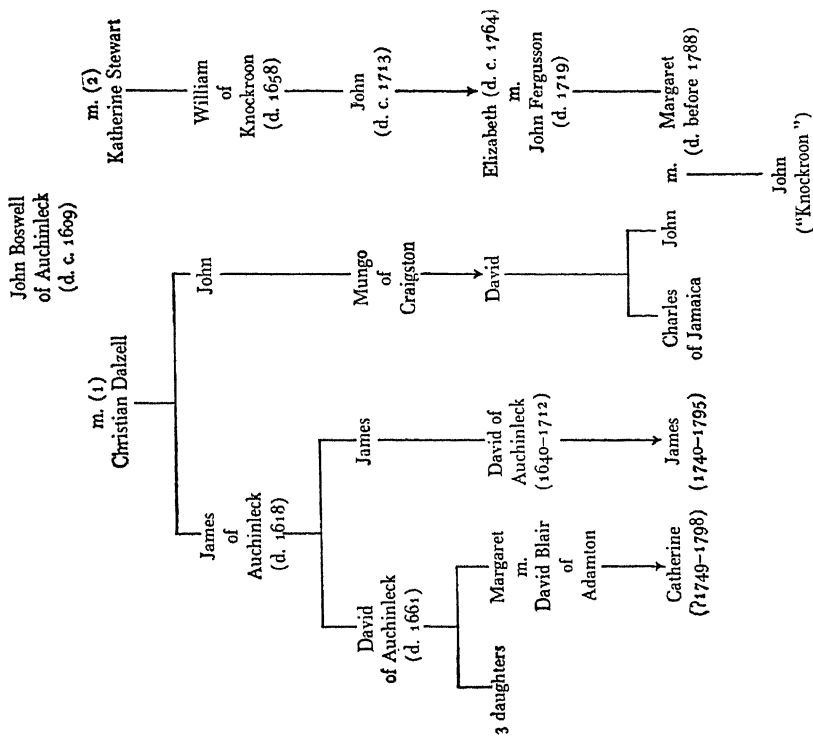 John Boswell
of Auchinleck
(d. c. 1609)
m. (1)
Christian Dalzell
m. (2)
Katherine Stewart
James
of
Auchinleck
(d. 1618)
John
William
of
Knockroon
(d. 1658)
David
of Auchinleck
(d. 1661)
James
Mungo
of
Craigston
John
(d. c. 1713)
3 daughters
Margaret
m.
David Blair
of
Adamton
David of
Auchinleck
(1640–1712)
David
Elizabeth (d. c. 1764)
m.
John Fergusson
(d. 1719)
Catherine
(?1749–1798)
James
(1740–1795)
Charles
of Jamaica
John
m.
Margaret
(d. before 1788)
John
("Knockroon")